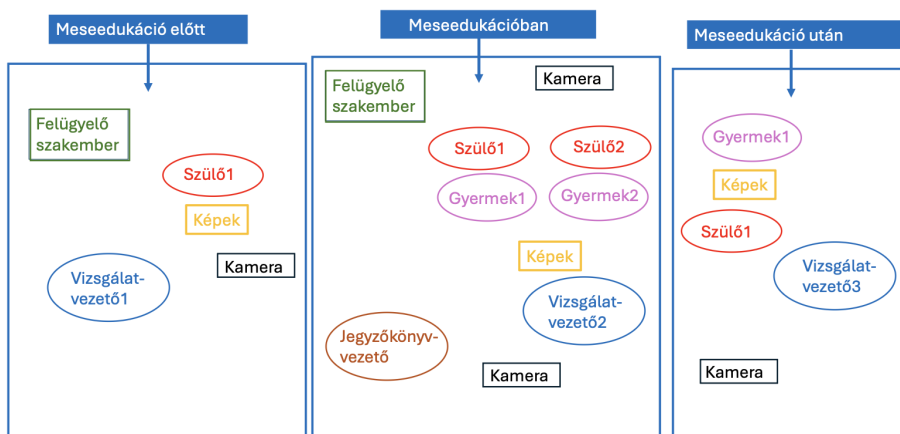 Meseedukáció előtt
Felügyelő
szakember
Szülő1
Képek
Kamera
Vizsgálat-
vezető1
Meseedukációban
Kamera
Felügyelő
szakember
Szülő1
Szülő2
Gyermek1
Gyermek2
Képek
Vizsgálat-
vezető2
Jegyzőkönyv-
vezető
Kamera
Meseedukáció után
Gyermek1
Képek
Szülő1
Vizsgálat-
vezető3
Kamera